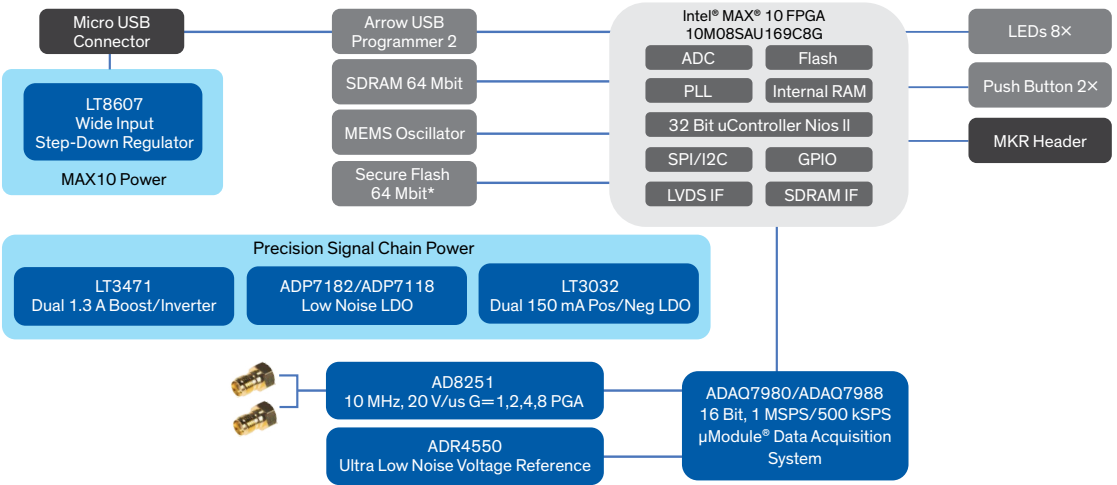 Micro USB
Connector
Arrow USB
Programmer 2
SDRAM 64 Mbit
MEMS Oscillator
Secure Flash
64 Mbit*
LT8607
Wide Input
Step-Down Regulator
MAX10 Power
Intel® MAX® 10 FPGA
10M08SAU169C8G
ADC
Flash
PLL
Internal RAM
32 Bit uController Nios II
SPI/I2C
GPIO
LVDS IF
SDRAM IF
LEDs 8×
Push Button 2×
MKR Header
Precision Signal Chain Power
LT3471
Dual 1.3 A Boost/Inverter
ADP7182/ADP7118
Low Noise LDO
LT3032
Dual 150 mA Pos/Neg LDO
AD8251
10 MHz, 20 V/us G=1,2,4,8 PGA
ADR4550
Ultra Low Noise Voltage Reference
ADAQ7980/ADAQ7988
16 Bit, 1 MSPS/500 kSPS
µModule® Data Acquisition
System